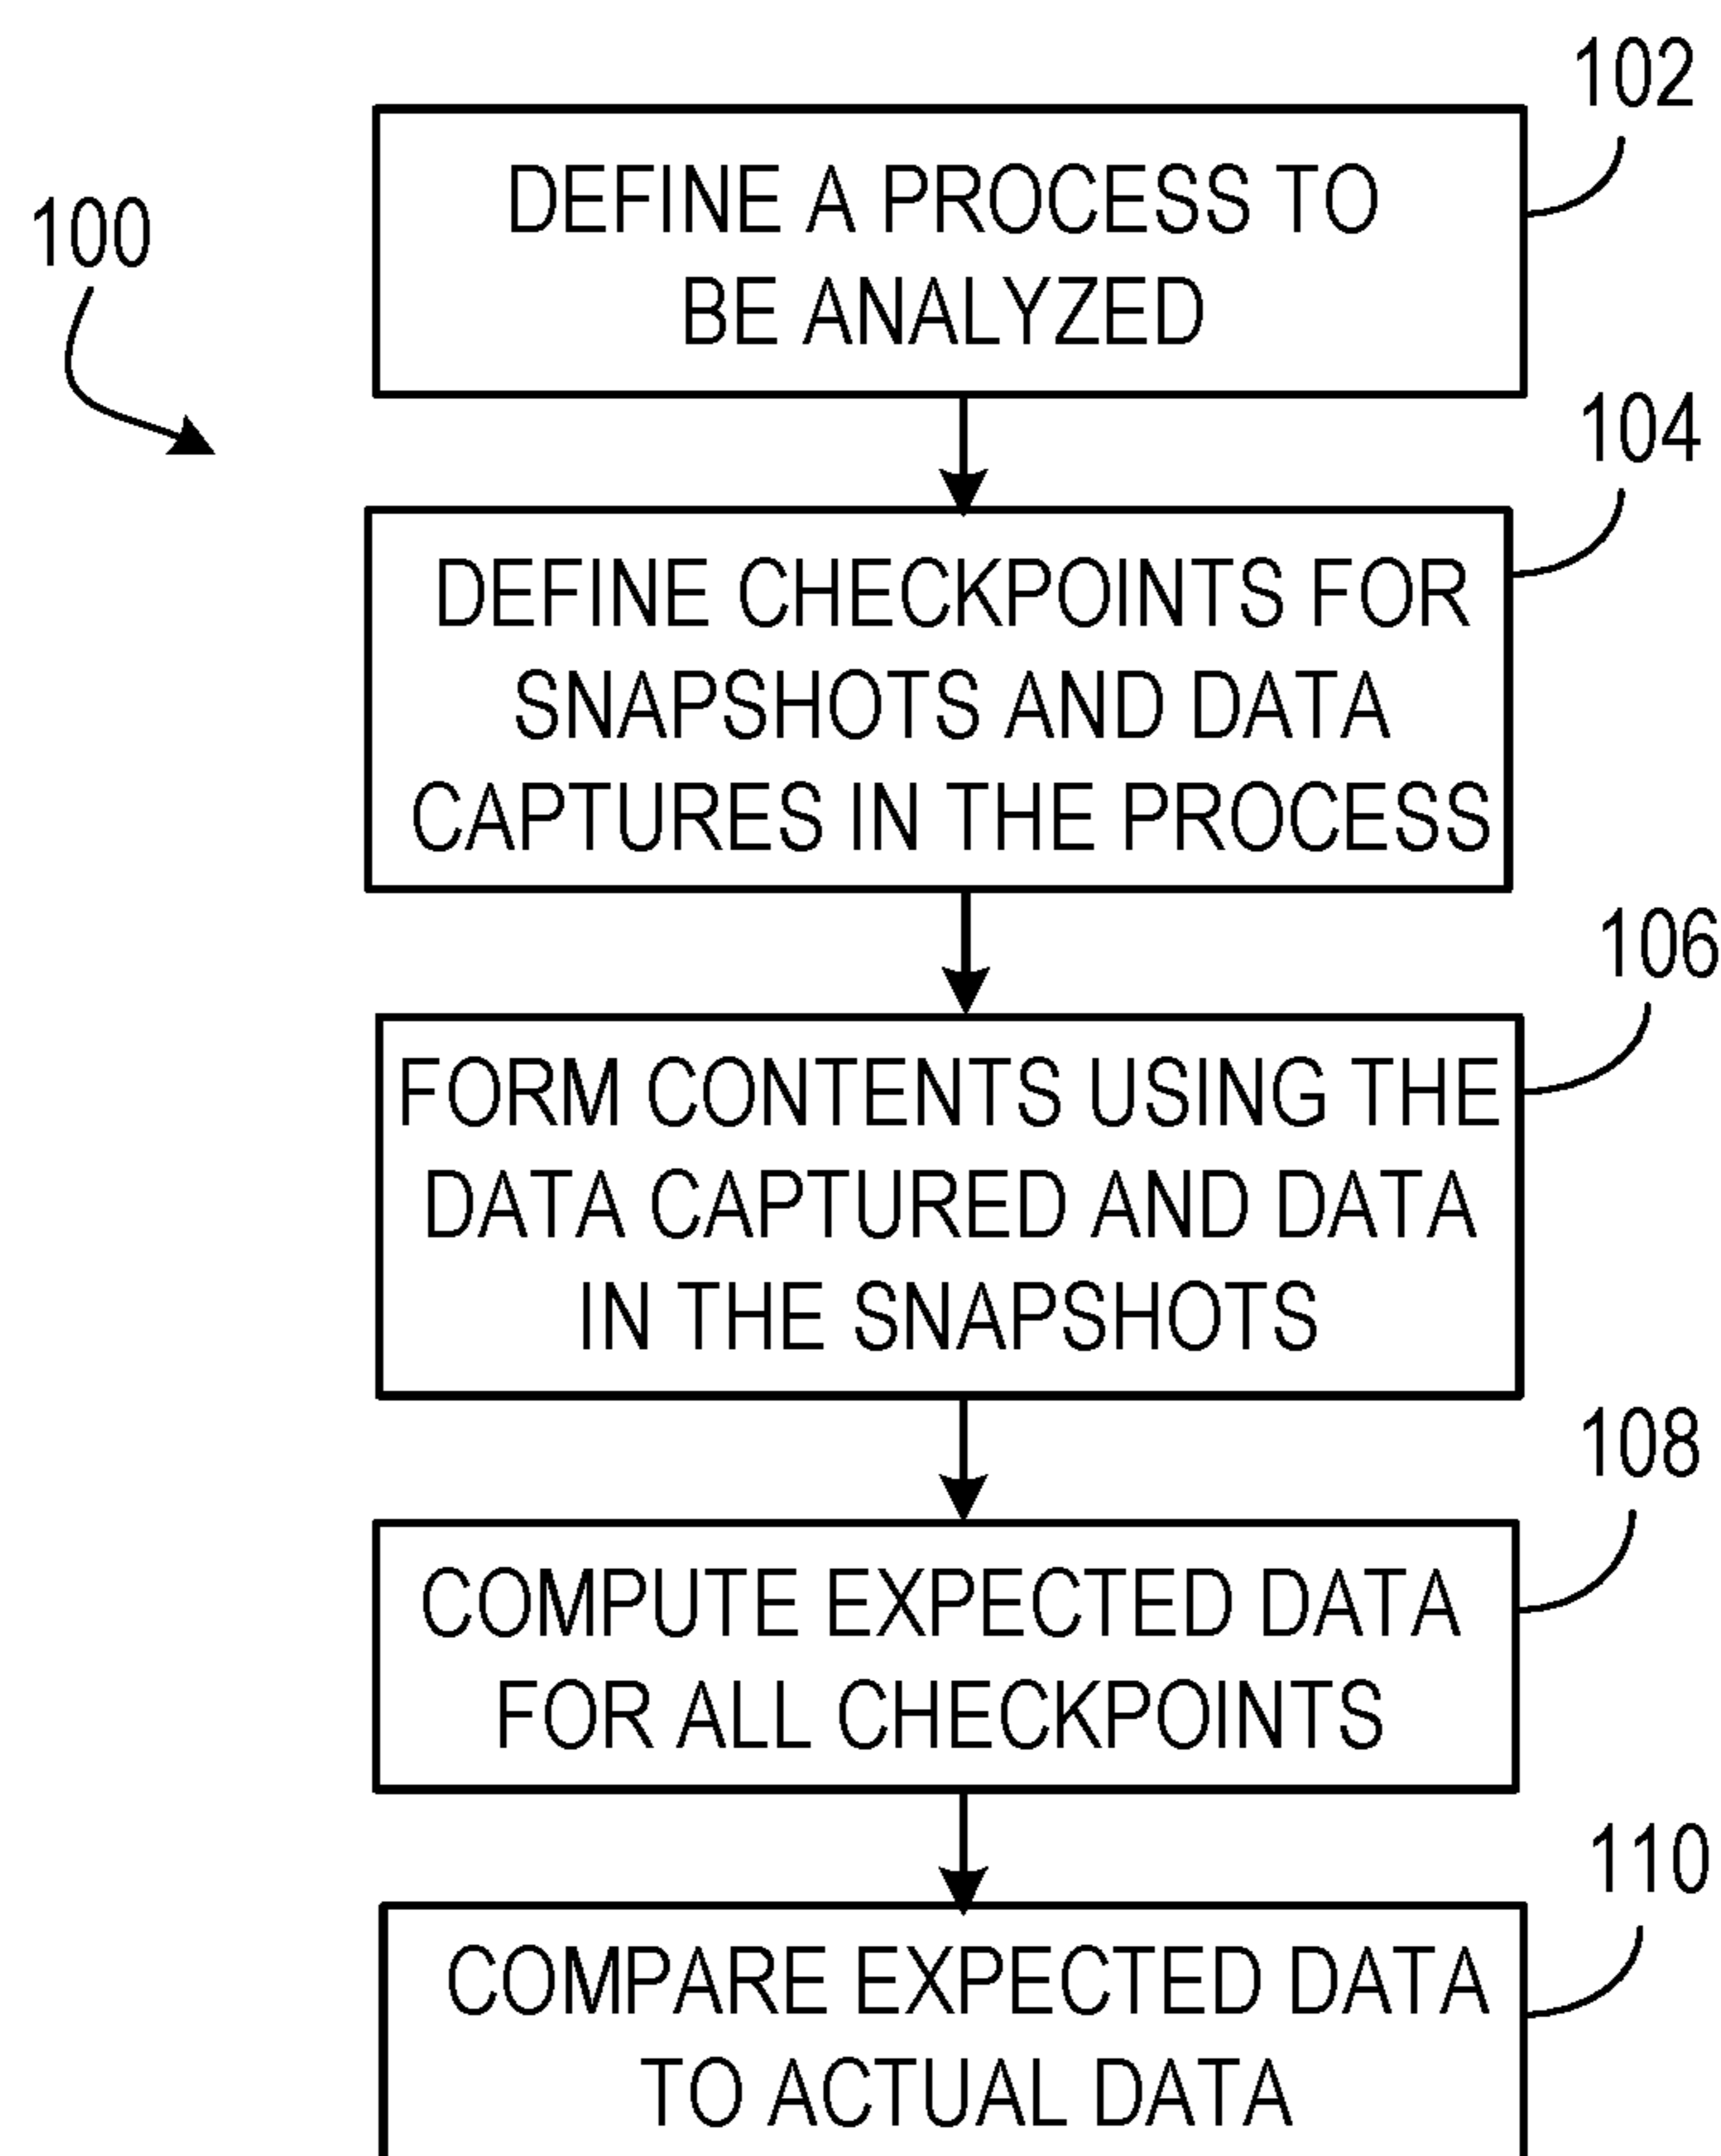 102
DEFINE A PROCESS TO
BE ANALYZED
100
104
DEFINE CHECKPOINTS FOR
SNAPSHOTS AND DATA
CAPTURES IN THE PROCESS
106
FORM CONTENTS USING THE
DATA CAPTURED AND DATA
IN THE SNAPSHOTS
108
COMPUTE EXPECTED DATA
FOR ALL CHECKPOINTS
110
COMPARE EXPECTED DATA
TO ACTUAL DATA